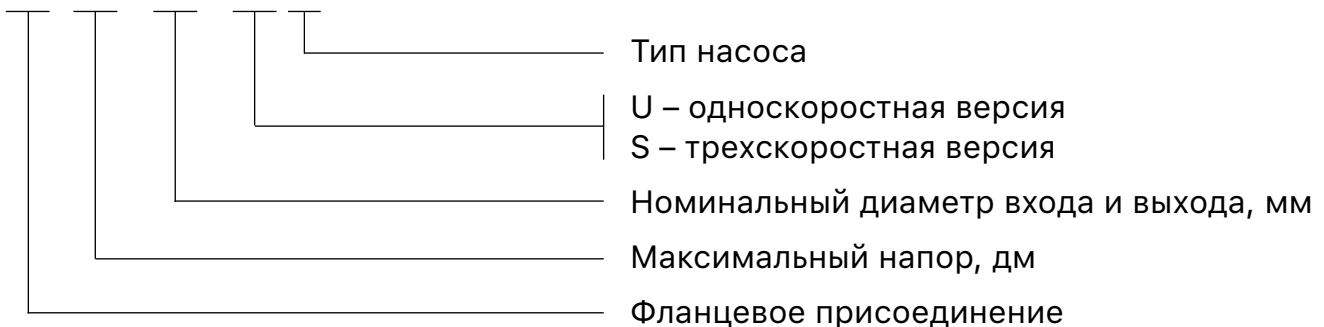 Тип насоса
U – односкоростная версия
S – трехскоростная версия
Номинальный диаметр входа и выхода, мм
Максимальный напор, дм
Фланцевое присоединение